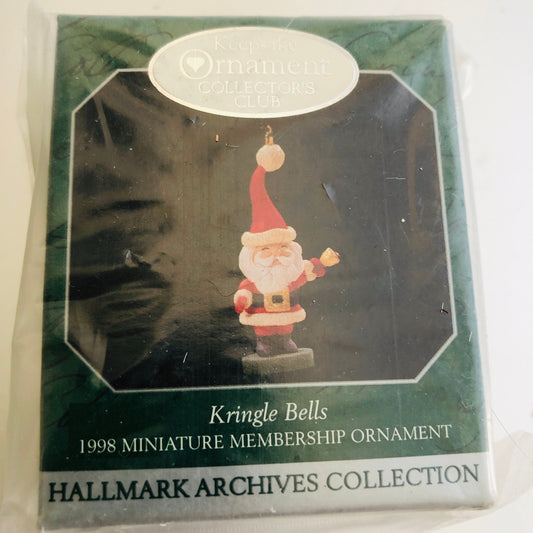 Keepsake
Ornament
COLLECTOR'S
CLUB
Kringle Bells
1998 MINIATURE MEMBERSHIP ORNAMENT
HALLMARK ARCHIVES COLLECTION